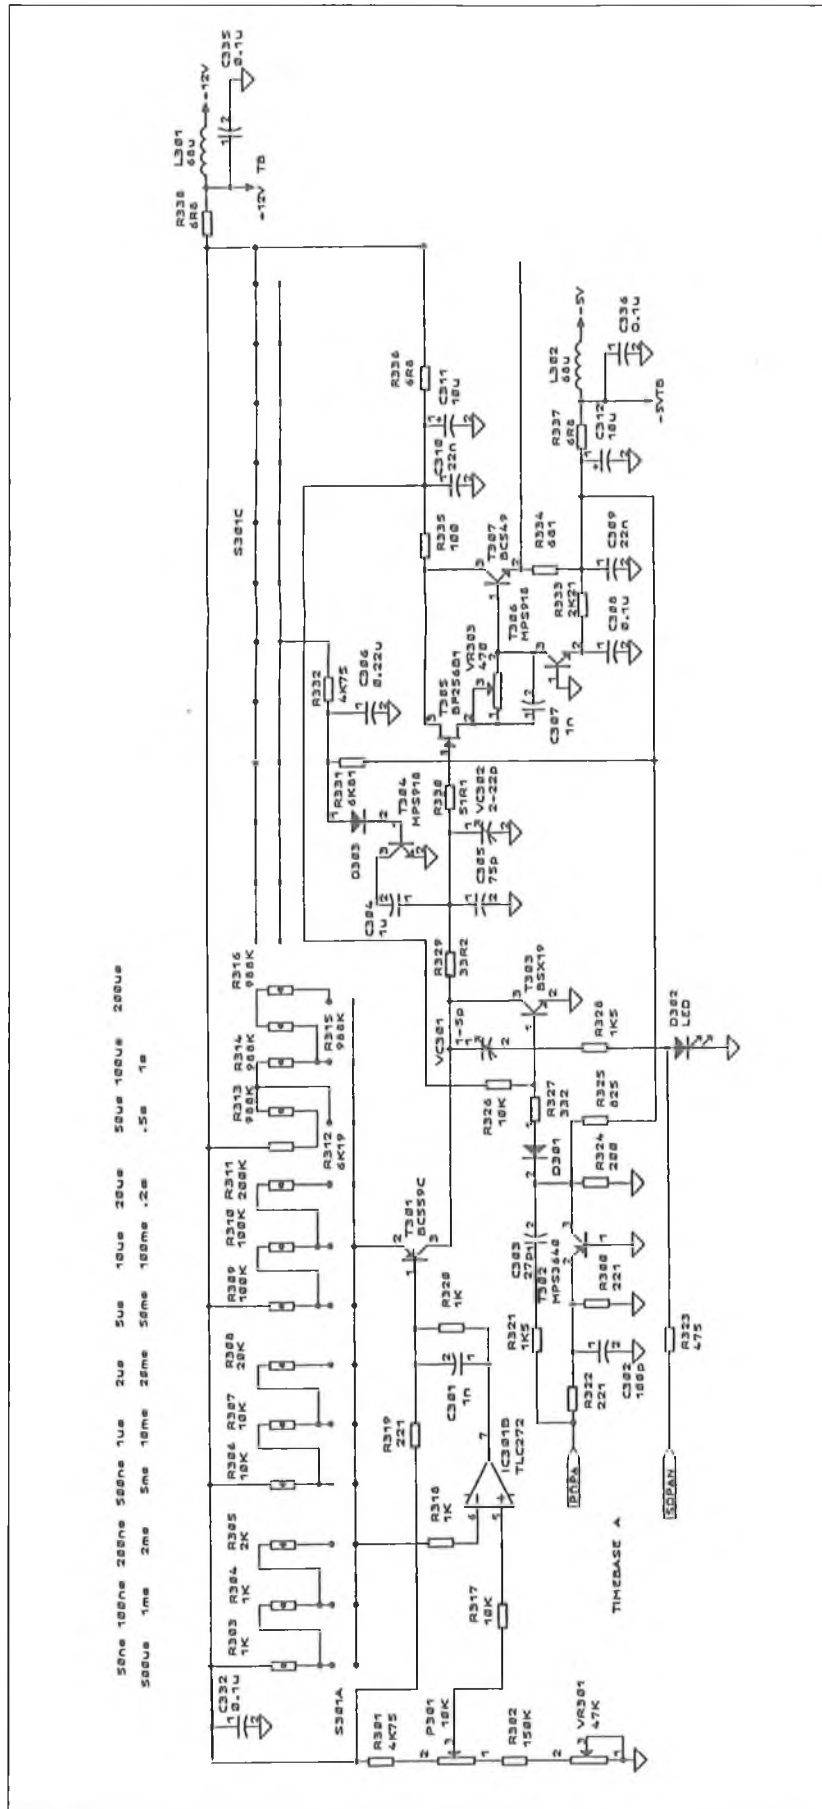 50ns 100ns 200ns 500ns 1us 2us 5us 10us 20us 50us 100us 200us
500us 1ms 2ms 5ms 10ms 20ms 50ms 100ms .2s .5s 1s
C332
0.1u
R303
1K
R304
1K
R305
2K
R306
10K
R307
10K
R308
20K
R309
100K
R310
100K
R311
200K
R312
6K19
R313
988K
R314
988K
R315
988K
R316
988K
S301C
R338
6R8
L301
68u
-12V
-12V TB
C335
0.1u
S301A
R301
4K75
P301
10K
R302
150K
VR301
47K
R317
10K
R318
1K
R319
221
C301
1n
R320
1K
IC301B
TLC272
T301
BC559C
TIMEBASE A
PDPA
SDPAN
R321
1K5
R322
221
C302
100p
R300
221
T302
MPS3640
C303
27p1
R323
475
R324
200
R325
825
D301
R327
332
R326
10K
R328
1K5
D302
LED
VC301
1-5p
T303
BSX19
R329
33R2
C304
1u
C305
75p
VC302
2-22p
R330
51R1
D303
T304
MPS918
R331
6K81
R332
4K75
C306
0.22u
T305
BF256B1
VR303
470
C307
1n
T306
MPS918
T307
BC549
R333
2K21
C308
0.1u
R334
681
C309
22n
R335
100
C310
22n
C311
10u
R336
6R8
R337
6R8
C312
10u
L302
68u
-5V
-5VTB
C336
0.1u